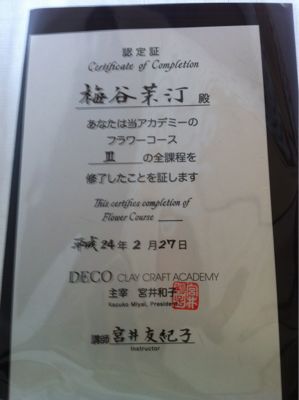 認定証
Certificate of Completion
梅谷茉汀 殿
あなたは当アカデミーの
フラワーコース
Ⅲ の全課程を
修了したことを証します
This certifies completion of
Flower Course
平成24年2月27日
DECO CLAY CRAFT ACADEMY
主宰 宮井和子
Kazuko Miyai, President
講師 宮井友紀子
Instructor